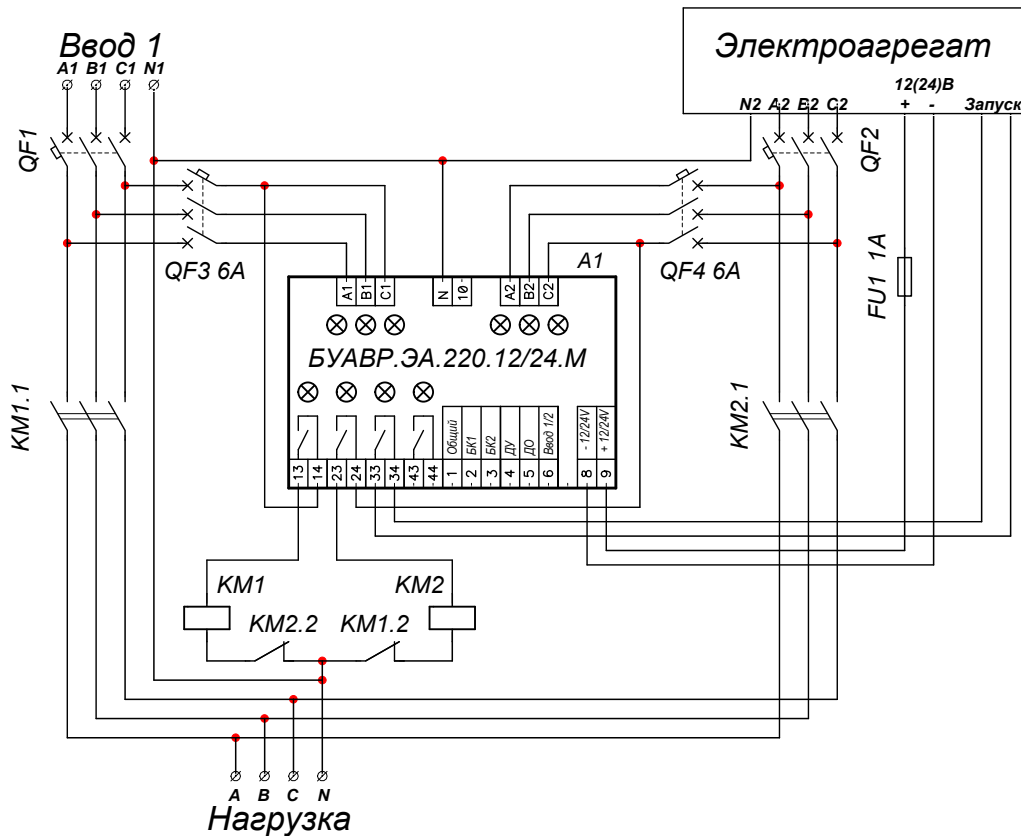 Ввод 1
A1 B1 C1 N1
Электроагрегат
12(24)В
N2 A2 B2 C2 + - Запуск
QF1
QF2
QF3 6A
A1
QF4 6A
FU1 1A
A1 B1 C1 N 10 A2 B2 C2
БУАВР.ЭА.220.12/24.М
KM1.1
KM2.1
Общий БК1 БК2 ДУ ДО Ввод 1/2 - 12/24V + 12/24V
13 14 23 24 33 34 43 44 1 2 3 4 5 6 - 8 9
KM1
KM2
KM2.2
KM1.2
A B C N
Нагрузка